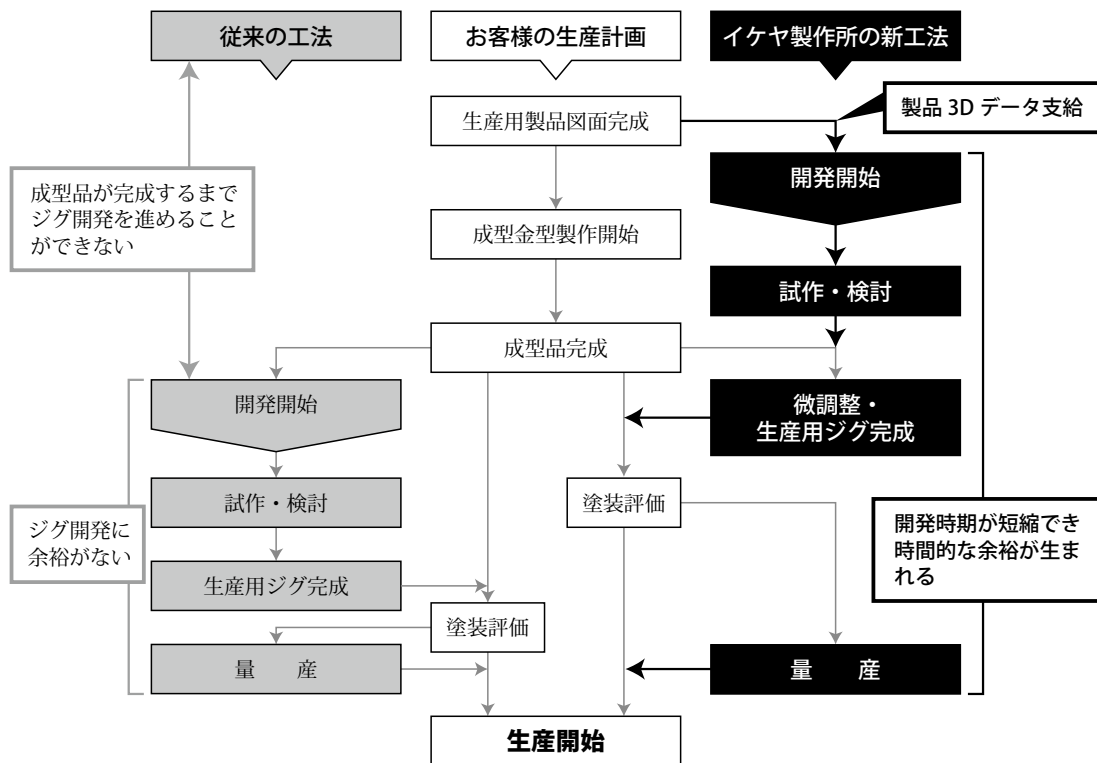 従来の工法
お客様の生産計画
イケヤ製作所の新工法
生産用製品図面完成
製品 3D データ支給
成型品が完成するまで
ジグ開発を進めること
ができない
開発開始
成型金型製作開始
試作・検討
成型品完成
開発開始
微調整・
生産用ジグ完成
試作・検討
塗装評価
ジグ開発に
余裕がない
開発時期が短縮でき
時間的な余裕が生ま
れる
生産用ジグ完成
塗装評価
量　　産
量　　産
生産開始